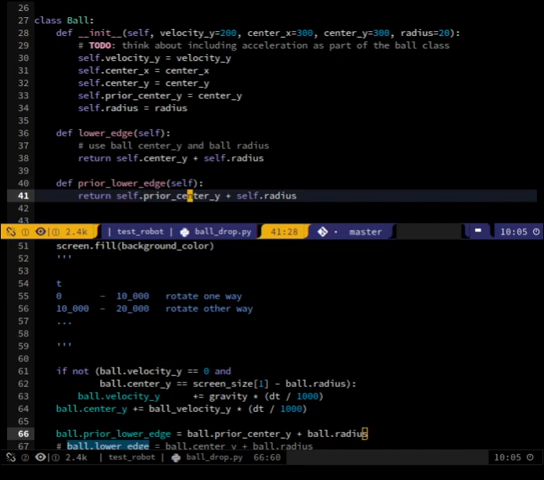 26
27 class Ball:
28     def __init__(self, velocity_y=200, center_x=300, center_y=300, radius=20):
29         # TODO: think about including acceleration as part of the ball class
30         self.velocity_y = velocity_y
31         self.center_x = center_x
32         self.center_y = center_y
33         self.prior_center_y = center_y
34         self.radius = radius
35
36     def lower_edge(self):
37         # use ball center_y and ball radius
38         return self.center_y + self.radius
39
40     def prior_lower_edge(self):
41         return self.prior_center_y + self.radius
42
43
① 2.4k | test_robot | ball_drop.py 41:28 master 10:05
51     screen.fill(background_color)
52     '''
53
54     t
55     0      -  10_000   rotate one way
56     10_000  -  20_000   rotate other way
57     ...
58
59     '''
60
61     if not (ball.velocity_y == 0 and
62             ball.center_y == screen_size[1] - ball.radius):
63         ball.velocity_y      += gravity * (dt / 1000)
64     ball.center_y += ball_velocity_y * (dt / 1000)
65
66     ball.prior_lower_edge = ball.prior_center_y + ball.radius
67     # ball.lower_edge = ball.center_y + ball.radius
② 2.4k | test_robot | ball_drop.py 66:60 10:05